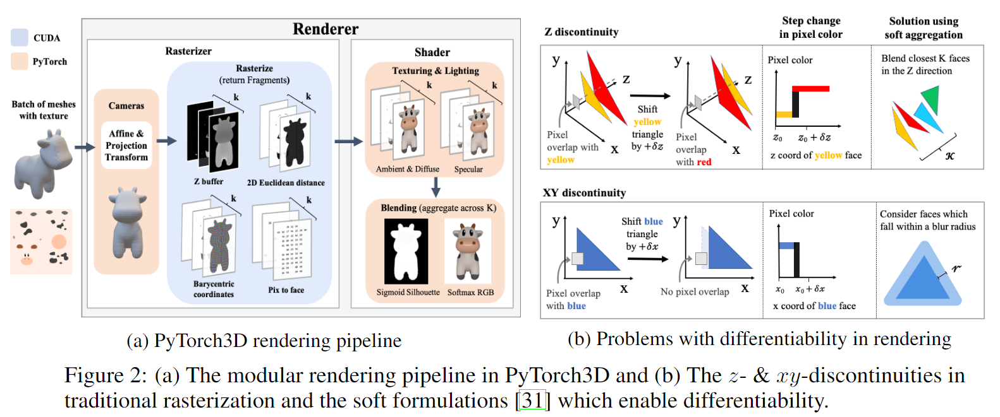 CUDA
PyTorch
Batch of meshes
with texture
Renderer
Rasterizer
Cameras
Affine &
Projection
Transform
Rasterize
(return Fragments)
k
k
Z buffer
2D Euclidean distance
k
k
Barycentric
coordinates
Pix to face
Shader
Texturing & Lighting
k
k
Ambient & Diffuse
Specular
Blending (aggregate across K)
Sigmoid Silhouette
Softmax RGB
(a) PyTorch3D rendering pipeline
Z discontinuity
Step change
in pixel color
Solution using
soft aggregation
y
z
x
Pixel
overlap with
yellow
Shift
yellow
triangle
by +δz
y
z
x
Pixel
overlap
with red
Pixel color
z₀
z₀ + δz
z coord of yellow face
Blend closest K faces
in the Z direction
𝒦
XY discontinuity
y
x
Pixel overlap
with blue
Shift blue
triangle
by +δx
y
x
No pixel overlap
Pixel color
x₀
x₀ + δx
x coord of blue face
Consider faces which
fall within a blur radius
r
(b) Problems with differentiability in rendering
Figure 2: (a) The modular rendering pipeline in PyTorch3D and (b) The z- & xy-discontinuities in
traditional rasterization and the soft formulations [31] which enable differentiability.